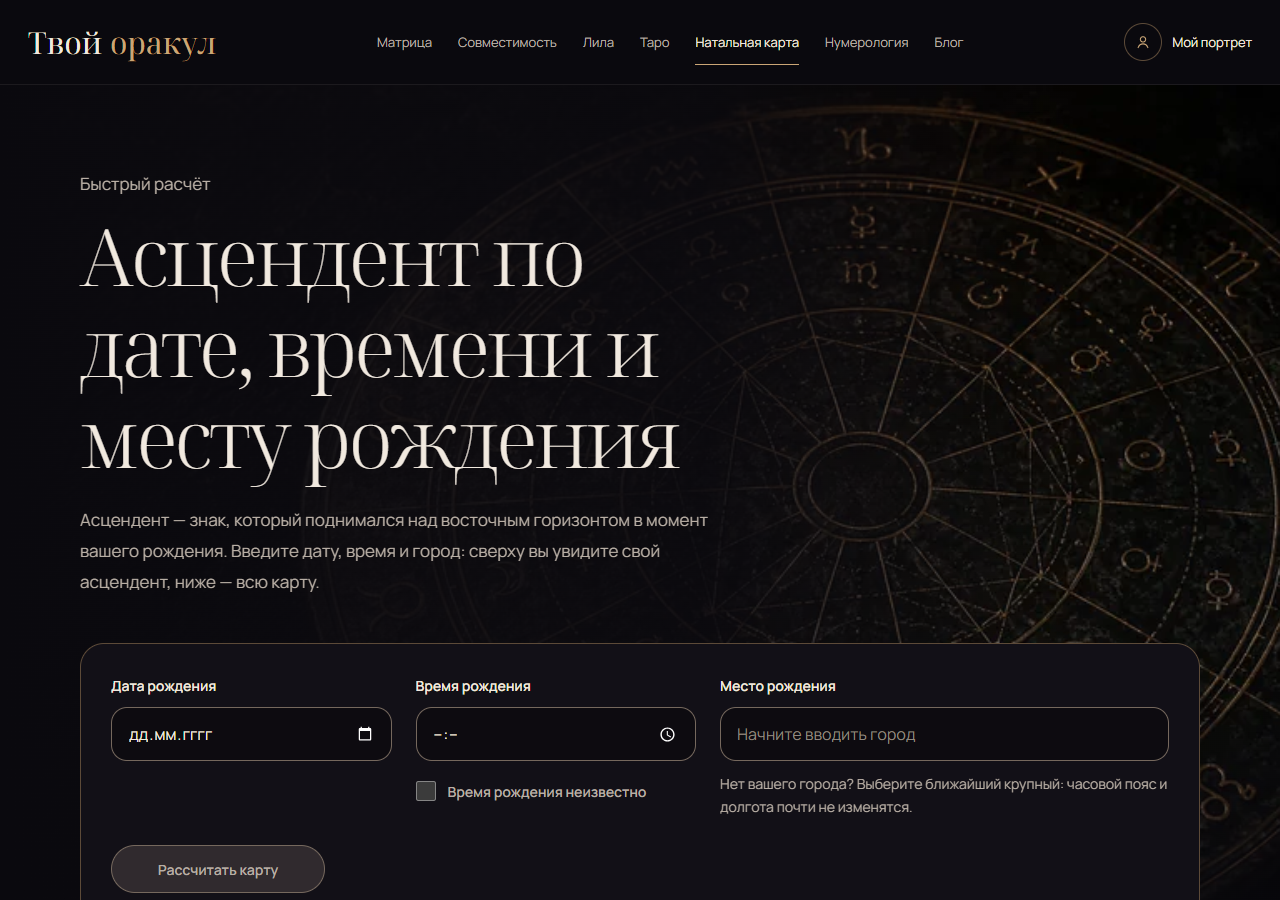 Твой оракул
Матрица
Совместимость
Лила
Таро
Натальная карта
Нумерология
Блог
Мой портрет
Быстрый расчёт
Асцендент по
дате, времени и
месту рождения
Асцендент — знак, который поднимался над восточным горизонтом в момент
вашего рождения. Введите дату, время и город: сверху вы увидите свой
асцендент, ниже — всю карту.
Дата рождения
Время рождения
Место рождения
дд.мм.гггг
--:--
Начните вводить город
Время рождения неизвестно
Нет вашего города? Выберите ближайший крупный: часовой пояс и
долгота почти не изменятся.
Рассчитать карту